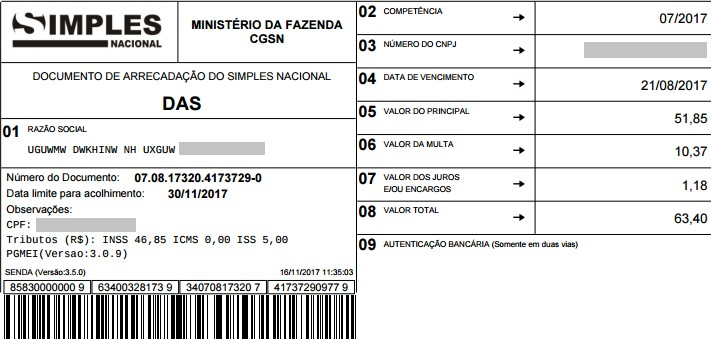 SIMPLES
NACIONAL
MINISTÉRIO DA FAZENDA
CGSN
DOCUMENTO DE ARRECADAÇÃO DO SIMPLES NACIONAL
DAS
01 RAZÃO SOCIAL
UGUWMW DWKHINW NH UXGUW
Número do Documento: 07.08.17320.4173729-0
Data limite para acolhimento: 30/11/2017
Observações:
CPF:
Tributos (R$): INSS 46,85 ICMS 0,00 ISS 5,00
PGMEI(Versao:3.0.9)
SENDA (Versão:3.5.0) 16/11/2017 11:35:03
85830000000 9 63400328173 9 34070817320 7 41737290977 9
02 COMPETÊNCIA → 07/2017
03 NÚMERO DO CNPJ →
04 DATA DE VENCIMENTO → 21/08/2017
05 VALOR DO PRINCIPAL → 51,85
06 VALOR DA MULTA → 10,37
07 VALOR DOS JUROS
E/OU ENCARGOS → 1,18
08 VALOR TOTAL → 63,40
09 AUTENTICAÇÃO BANCÁRIA (Somente em duas vias)